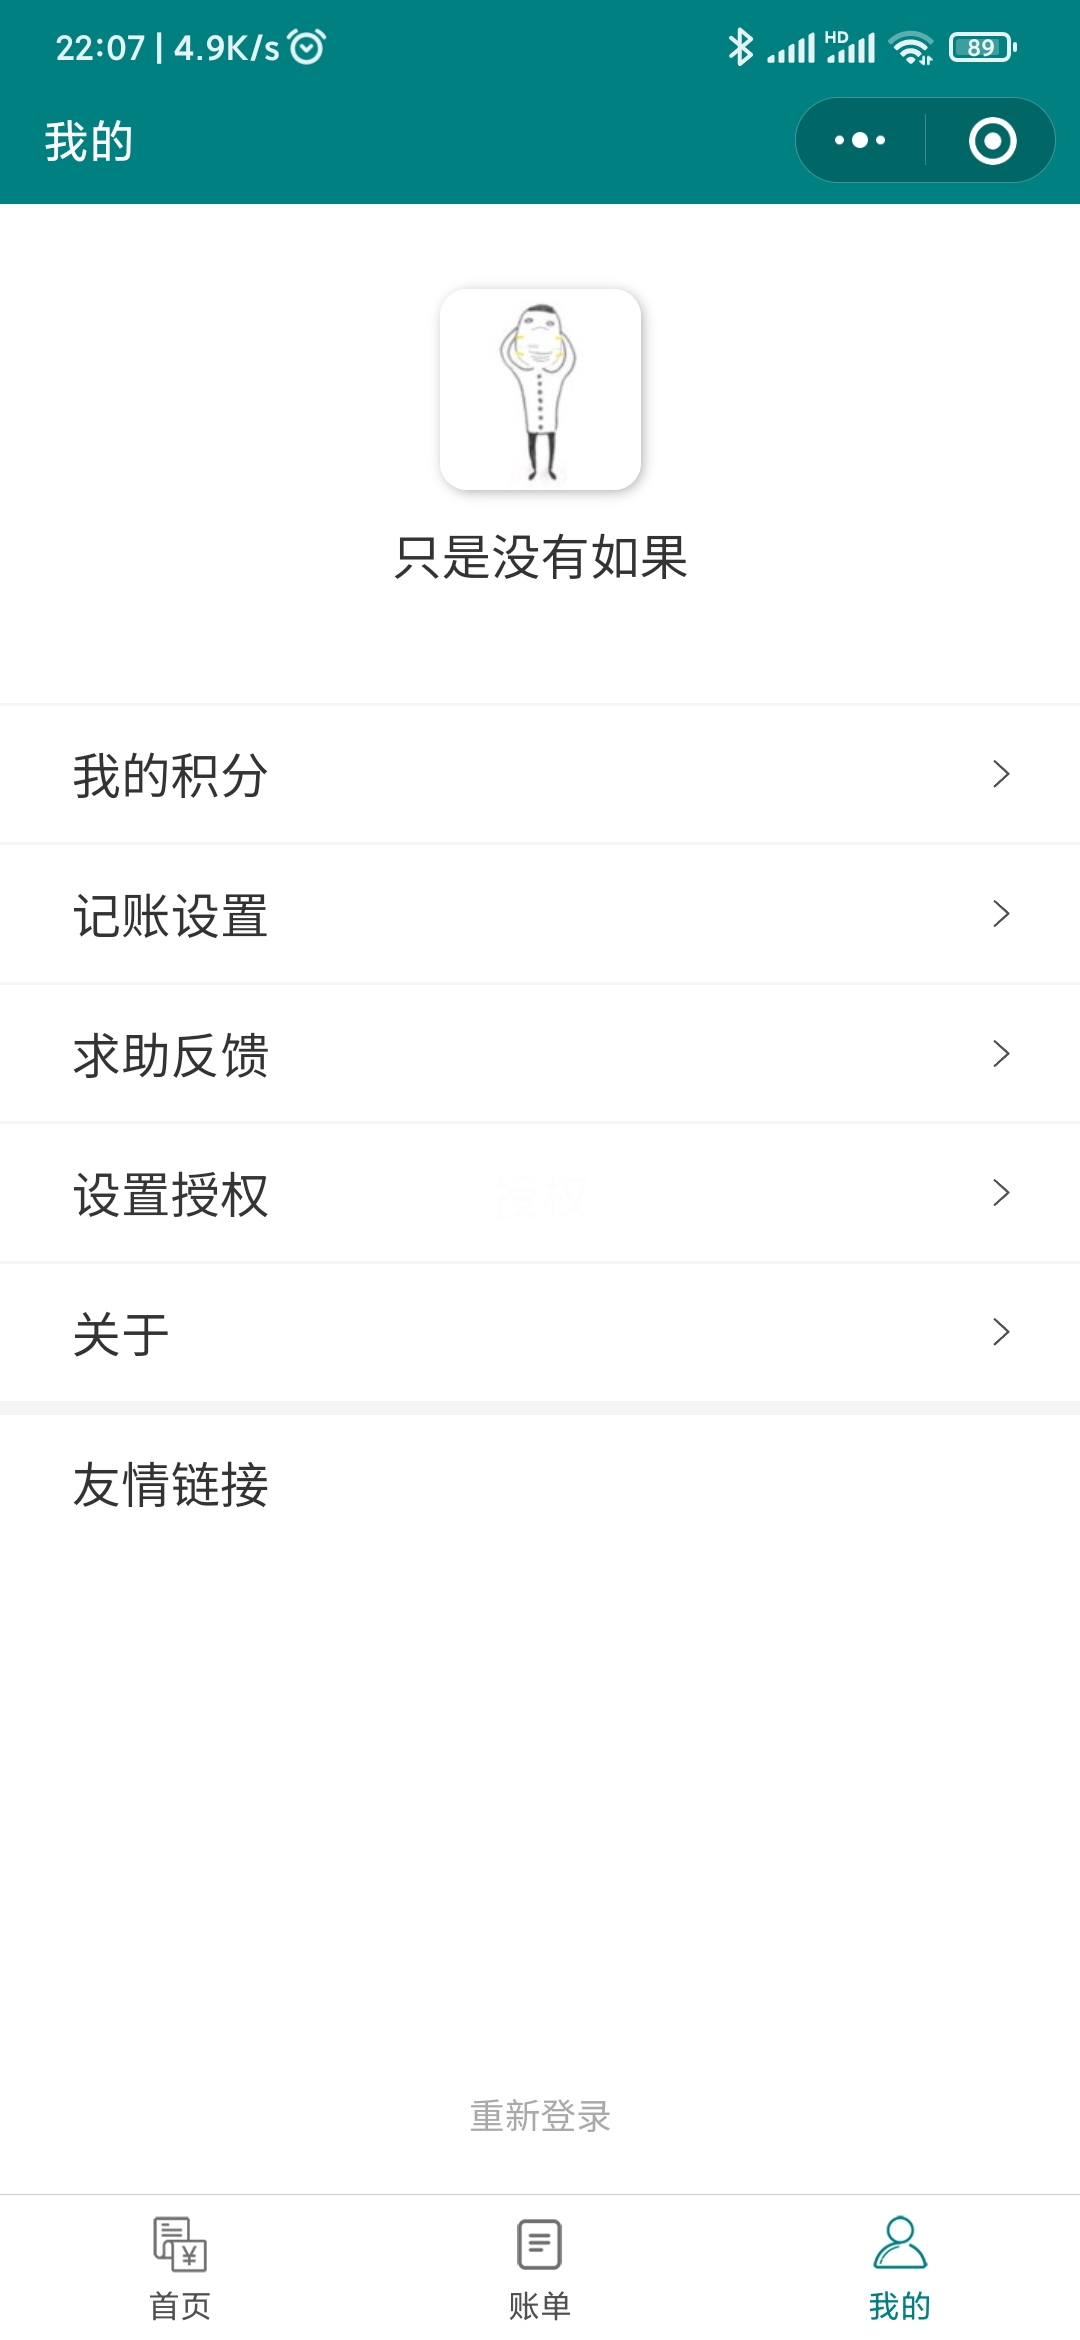 22:07 | 4.9K/s
HD
89
我的
只是没有如果
我的积分
记账设置
求助反馈
设置授权
关于
友情链接
重新登录
首页
账单
我的